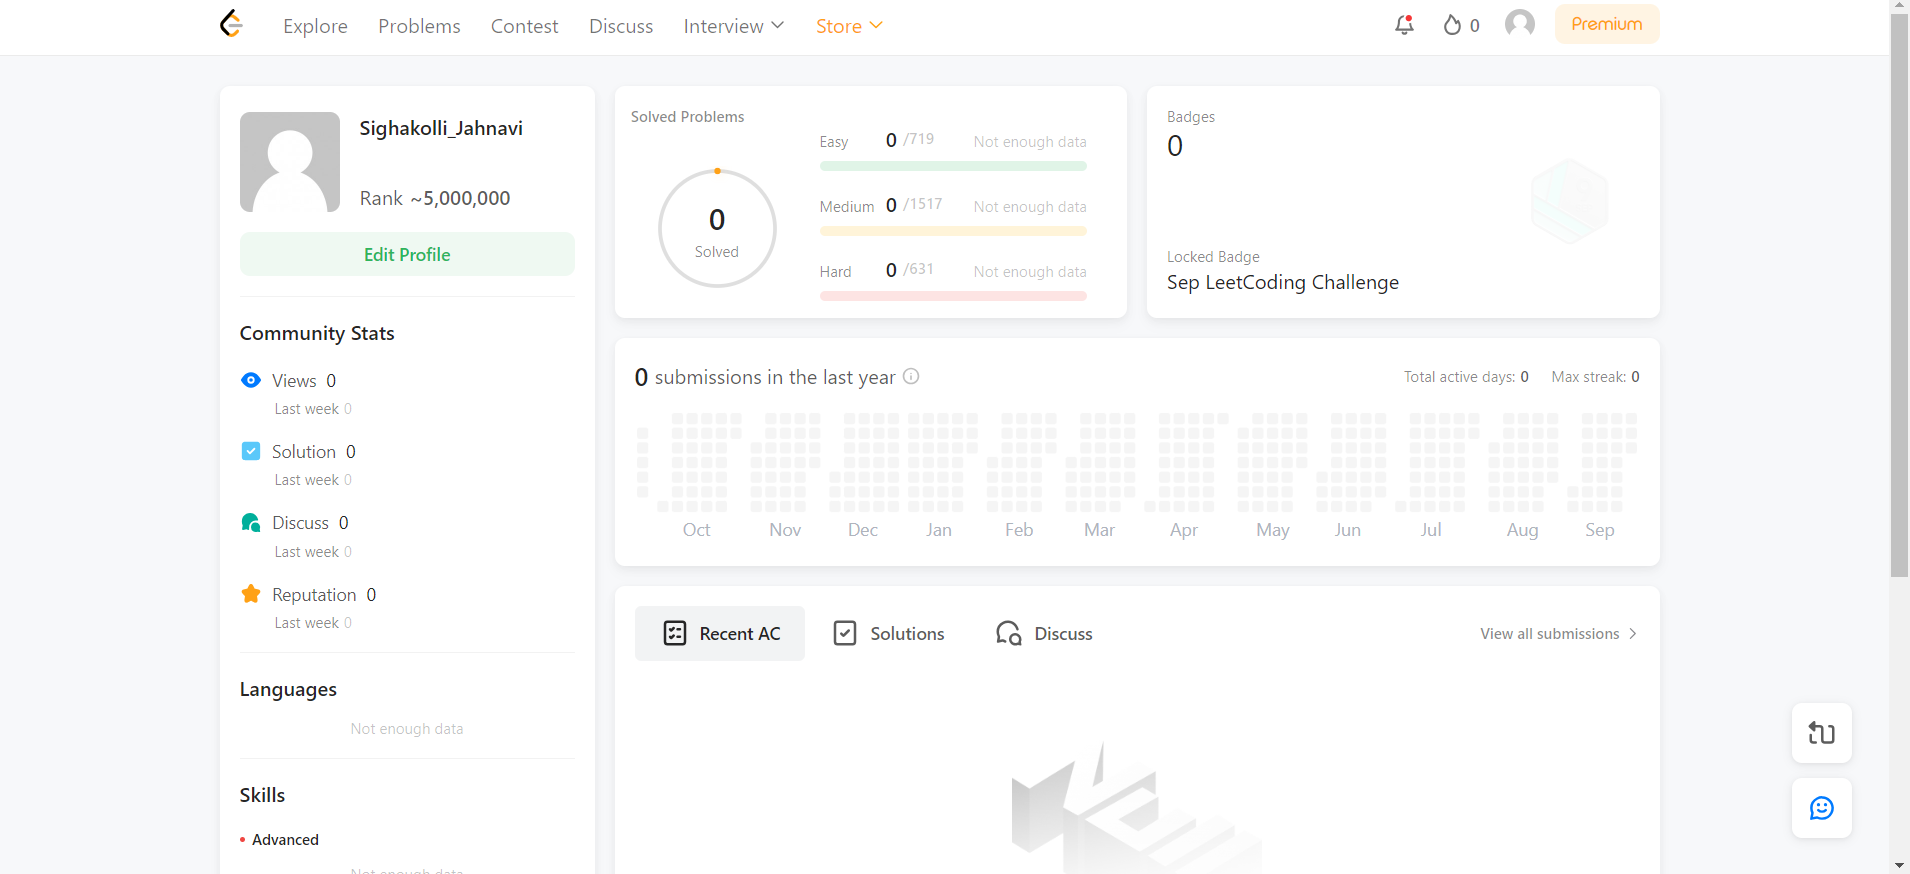 Explore Problems Contest Discuss Interview Store 0 Premium
Sighakolli_Jahnavi
Rank ~5,000,000
Edit Profile
Community Stats
Views 0
Last week 0
Solution 0
Last week 0
Discuss 0
Last week 0
Reputation 0
Last week 0
Languages
Not enough data
Skills
Advanced
Not enough data
Solved Problems
0
Solved
Easy 0 /719 Not enough data
Medium 0 /1517 Not enough data
Hard 0 /631 Not enough data
Badges
0
Locked Badge
Sep LeetCoding Challenge
0 submissions in the last year Total active days: 0 Max streak: 0
Oct Nov Dec Jan Feb Mar Apr May Jun Jul Aug Sep
Recent AC Solutions Discuss View all submissions